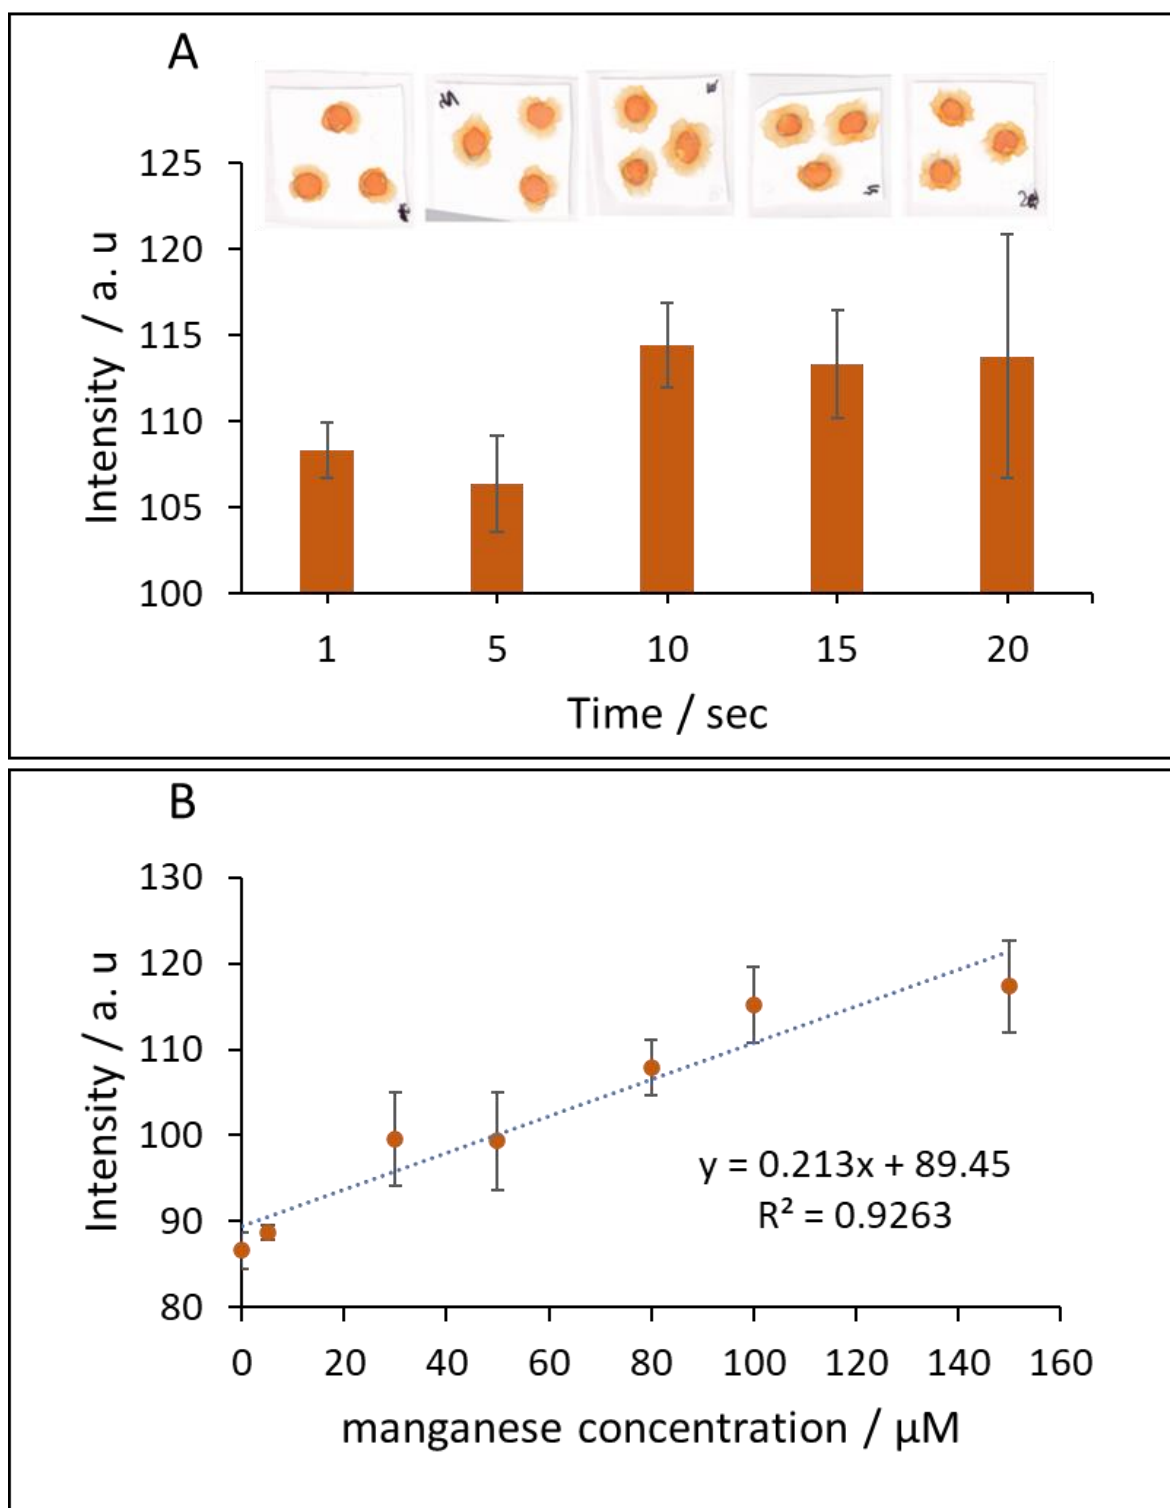 A
125
120
115
110
105
100
Intensity / a. u
1 5 10 15 20
Time / sec
B
130
120
110
100
90
80
Intensity / a. u
y = 0.213x + 89.45
R² = 0.9263
0 20 40 60 80 100 120 140 160
manganese concentration / µM